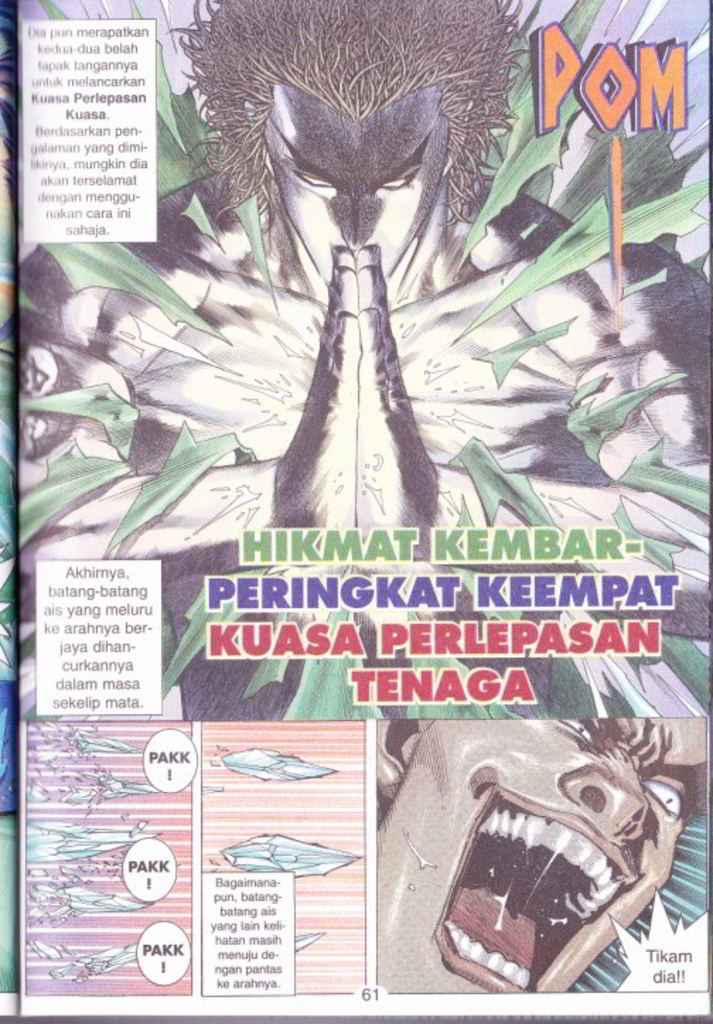 Dia pun merapatkan
kedua-dua belah
tapak tangannya
untuk melancarkan
Kuasa Perlepasan
Kuasa.
Berdasarkan pen-
galaman yang dimi-
likinya, mungkin dia
akan terselamat
dengan menggu-
nakan cara ini
sahaja.
POM
HIKMAT KEMBAR-
PERINGKAT KEEMPAT
KUASA PERLEPASAN
TENAGA
Akhirnya,
batang-batang
ais yang meluru
ke arahnya ber-
jaya dihan-
curkannya
dalam masa
sekelip mata.
PAKK
!
PAKK
!
PAKK
!
Bagaimana-
pun, batang-
batang ais
yang lain keli-
hatan masih
menuju de-
ngan pantas
ke arahnya.
Tikam
dia!!
61